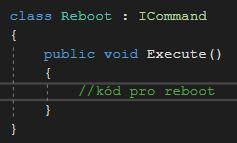 class Reboot : ICommand
{
public void Execute()
{
//kód pro reboot
}
}